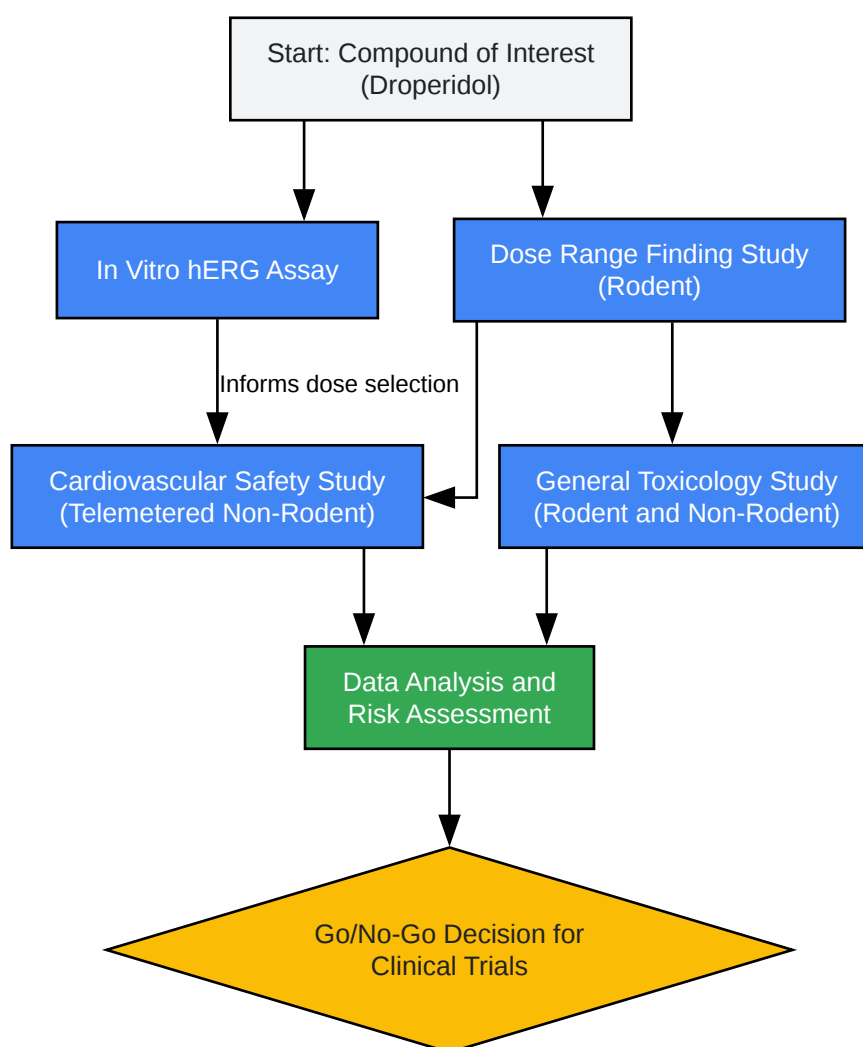 Start: Compound of Interest
(Droperidol)
In Vitro hERG Assay
Dose Range Finding Study
(Rodent)
Informs dose selection
Cardiovascular Safety Study
(Telemetered Non-Rodent)
General Toxicology Study
(Rodent and Non-Rodent)
Data Analysis and
Risk Assessment
Go/No-Go Decision for
Clinical Trials